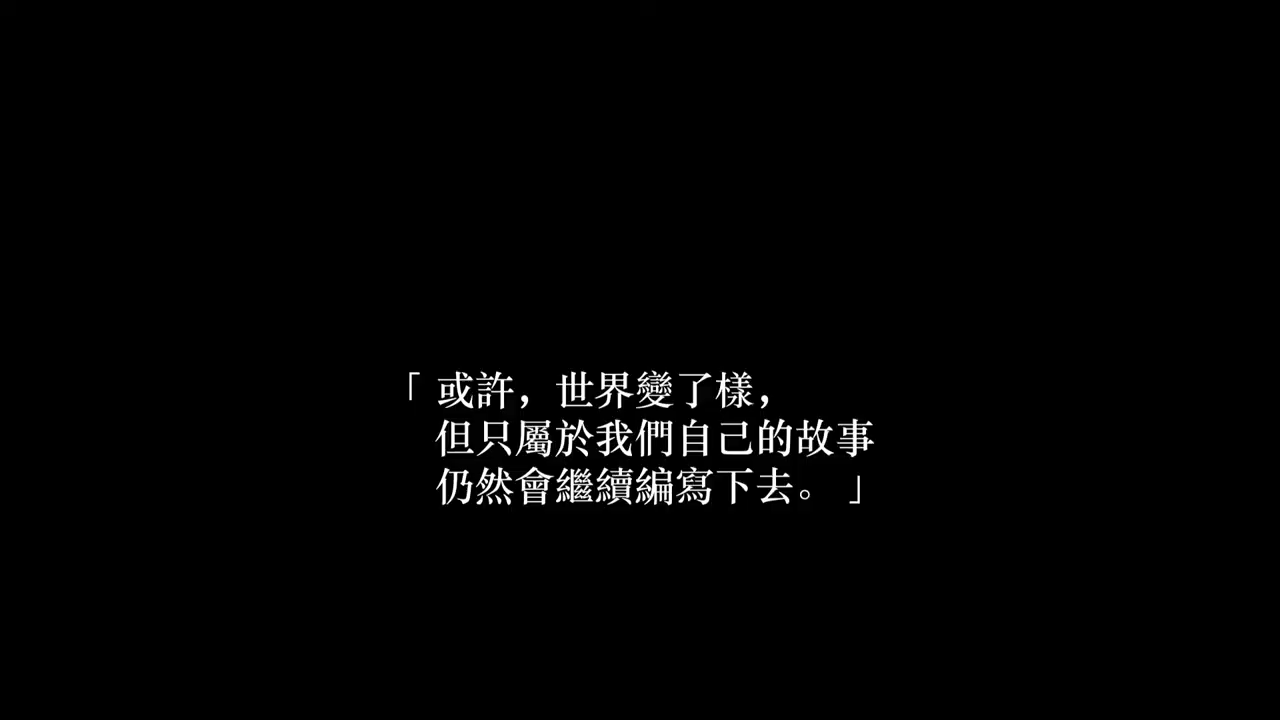 「 或許，世界變了樣，
但只屬於我們自己的故事
仍然會繼續編寫下去。 」